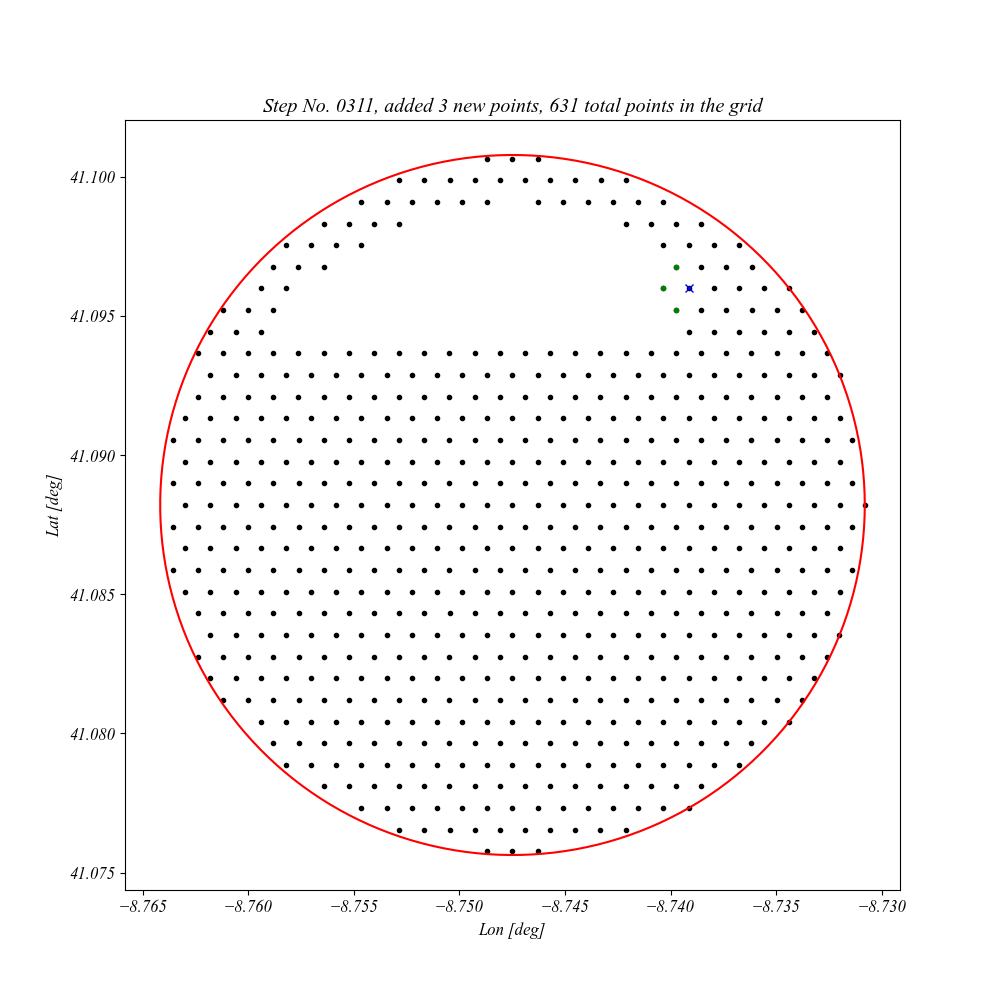 Step No. 0311, added 3 new points, 631 total points in the grid
41.100
41.095
41.090
41.085
41.080
41.075
Lat [deg]
−8.765 −8.760 −8.755 −8.750 −8.745 −8.740 −8.735 −8.730
Lon [deg]